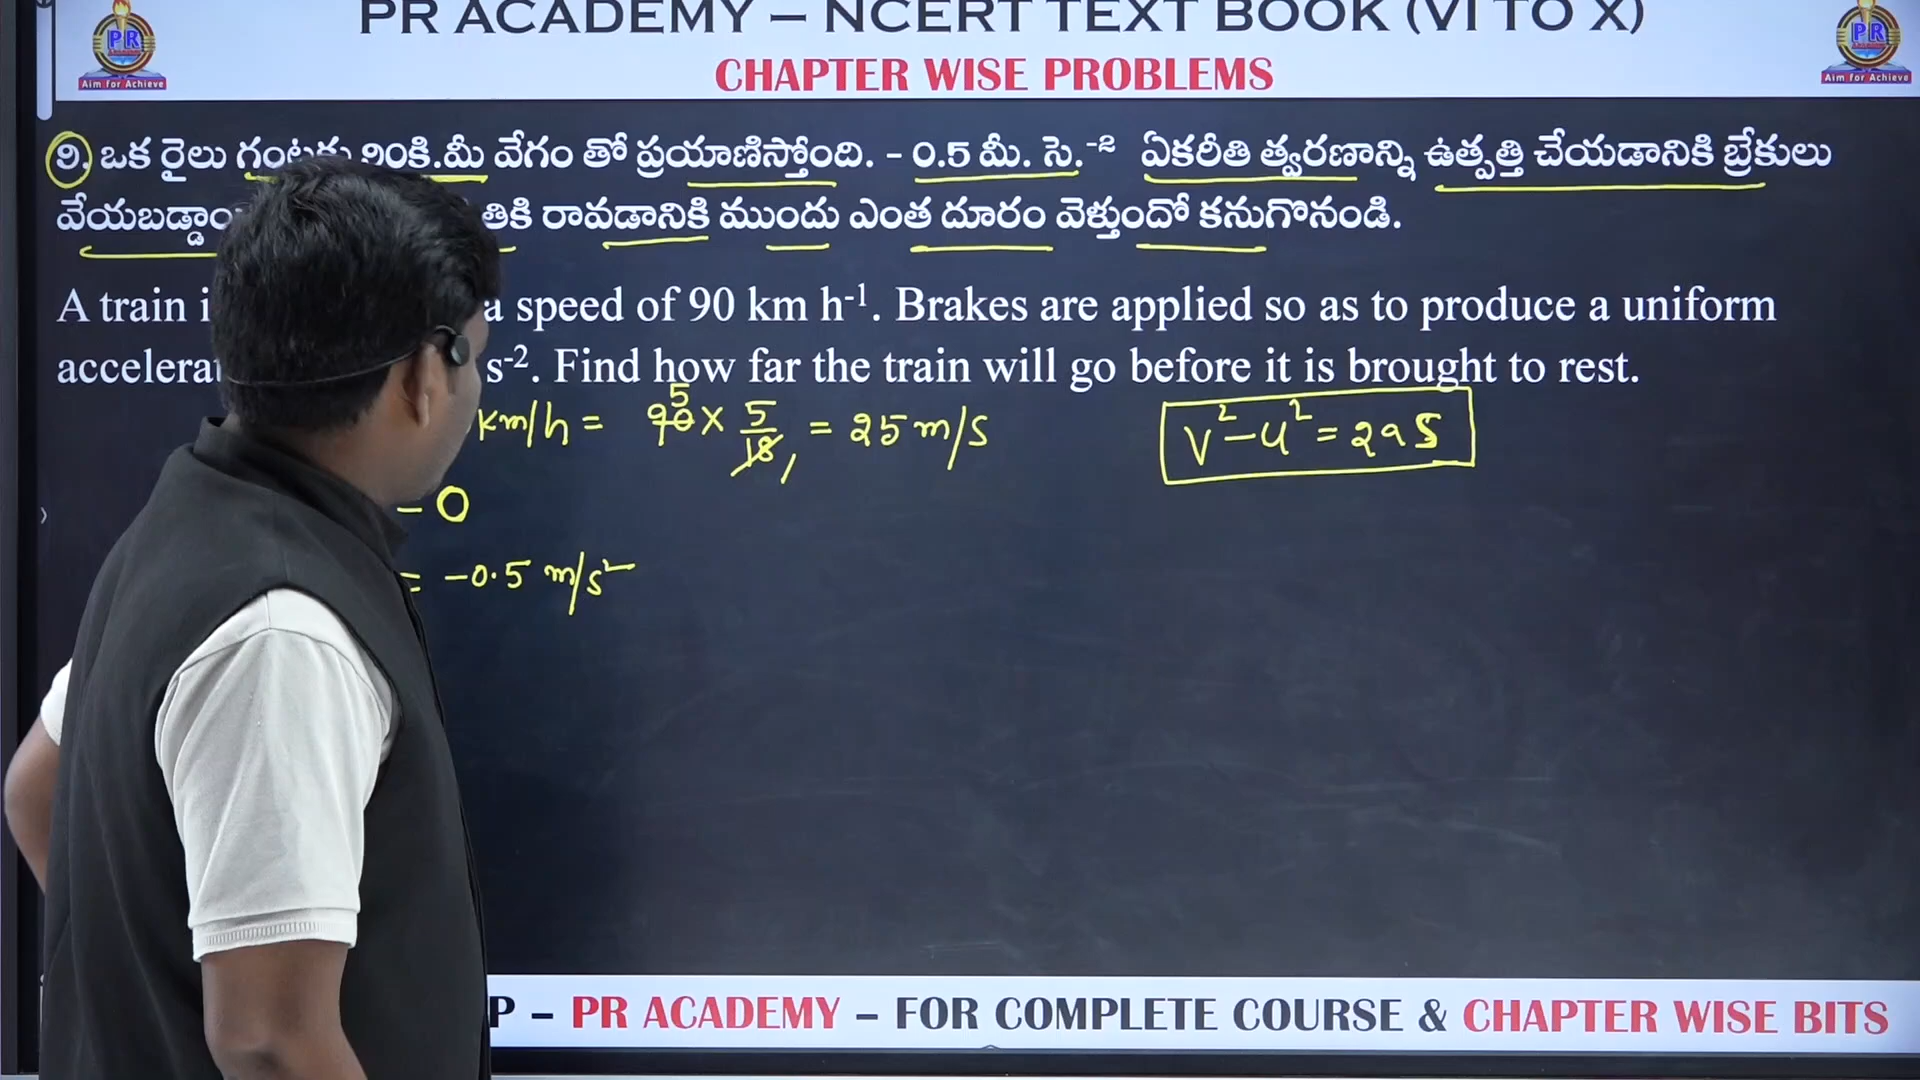 PR ACADEMY – NCERT TEXT BOOK (VI TO X)
CHAPTER WISE PROBLEMS
PR
Aim for Achieve
PR
Aim for Achieve
ఒక రైలు గంటకు కి.మీ వేగం తో ప్రయాణిస్తోంది. - 0.5 మీ. సె.⁻² ఏకరీతి త్వరణాన్ని ఉత్పత్తి చేయడానికి బ్రేకులు
రావడానికి ముందు ఎంత దూరం వెళ్తుందో కనుగొనండి.
A train a speed of 90 km h⁻¹. Brakes are applied so as to produce a uniform
s⁻². Find how far the train will go before it is brought to rest.
km/h = 90 × 5/18 = 25 m/s
5
V² - u² = 2as
- 0
= -0.5 m/s²
P – PR ACADEMY – FOR COMPLETE COURSE & CHAPTER WISE BITS